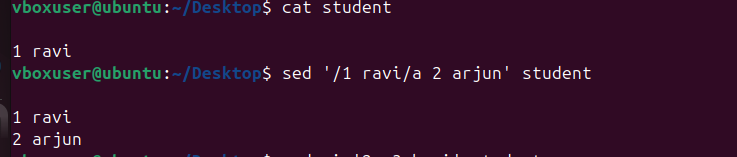 vboxuser@ubuntu:~/Desktop$ cat student
1 ravi
vboxuser@ubuntu:~/Desktop$ sed '/1 ravi/a 2 arjun' student
1 ravi
2 arjun